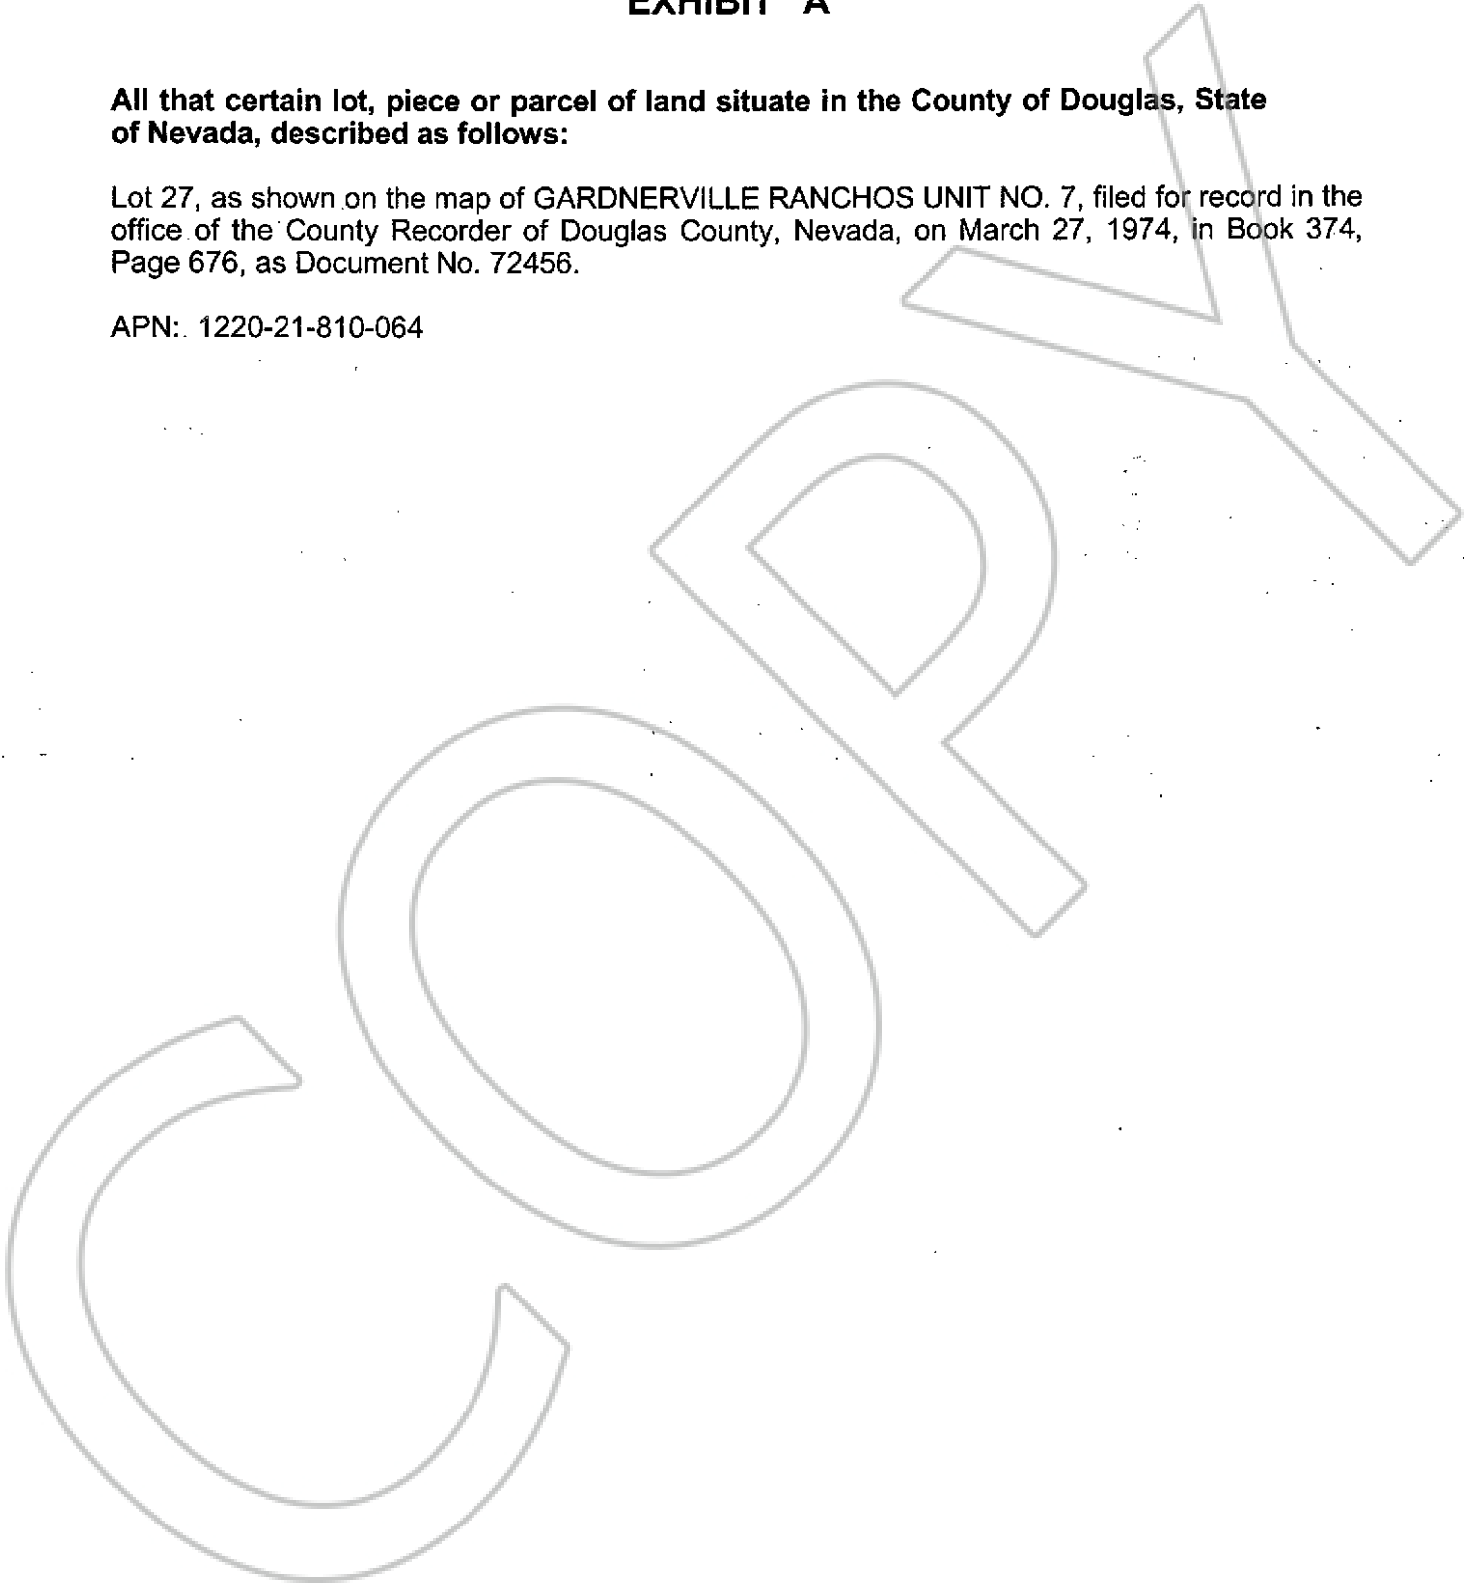 EXHIBIT "A"
All that certain lot, piece or parcel of land situate in the County of Douglas, State
of Nevada, described as follows:
Lot 27, as shown on the map of GARDNERVILLE RANCHOS UNIT NO. 7, filed for record in the
office of the County Recorder of Douglas County, Nevada, on March 27, 1974, in Book 374,
Page 676, as Document No. 72456.
APN: 1220-21-810-064
COPY